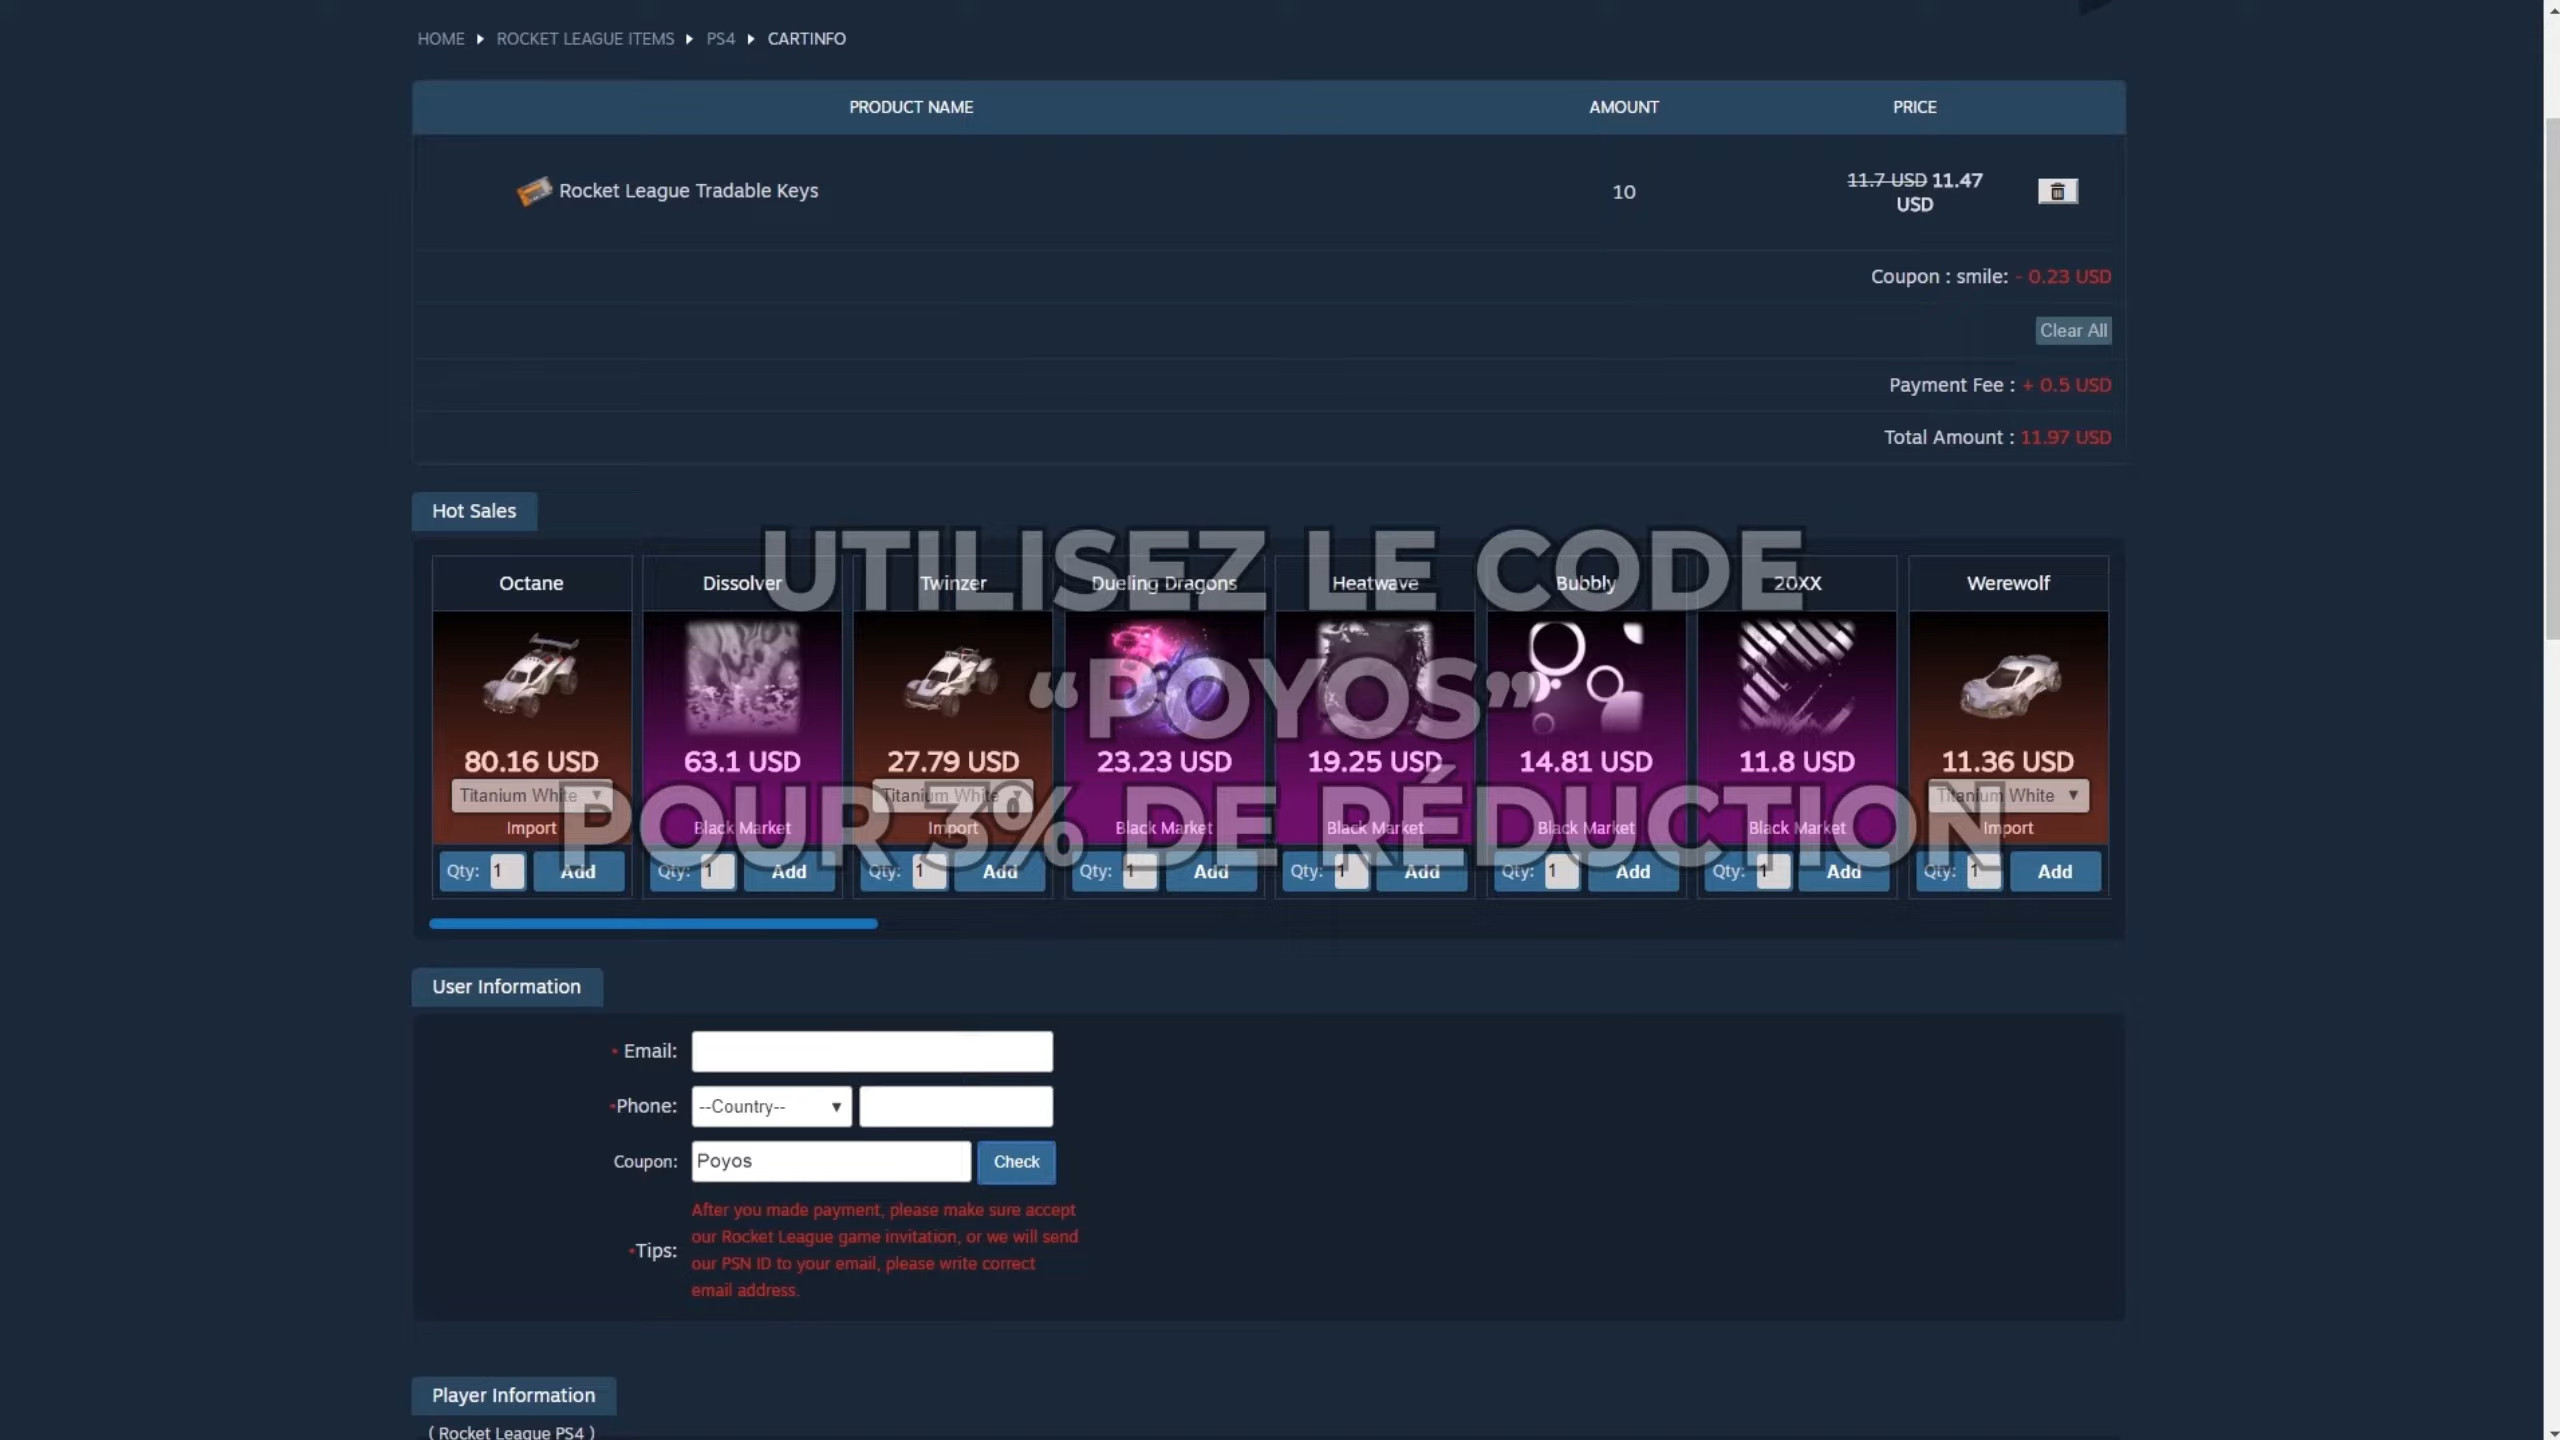 HOME ▶ ROCKET LEAGUE ITEMS ▶ PS4 ▶ CARTINFO
PRODUCT NAME AMOUNT PRICE
Rocket League Tradable Keys 10 11.7 USD 11.47
USD
Coupon : smile: - 0.23 USD
Clear All
Payment Fee : + 0.5 USD
Total Amount : 11.97 USD
Hot Sales
UTILISEZ LE CODE
“POYOS”
POUR 3% DE RÉDUCTION
Octane Dissolver Twinzer Dueling Dragons Heatwave Bubbly 20XX Werewolf
80.16 USD 63.1 USD 27.79 USD 23.23 USD 19.25 USD 14.81 USD 11.8 USD 11.36 USD
Titanium White ▼ Titanium White ▼ Titanium White ▼
Import Black Market Import Black Market Black Market Black Market Black Market Import
Qty: 1 Add Qty: 1 Add Qty: 1 Add Qty: 1 Add Qty: 1 Add Qty: 1 Add Qty: 1 Add Qty: 1 Add
User Information
* Email:
*Phone: --Country-- ▼
Coupon: Poyos Check
*Tips: After you made payment, please make sure accept
our Rocket League game invitation, or we will send
our PSN ID to your email, please write correct
email address.
Player Information
( Rocket League PS4 )